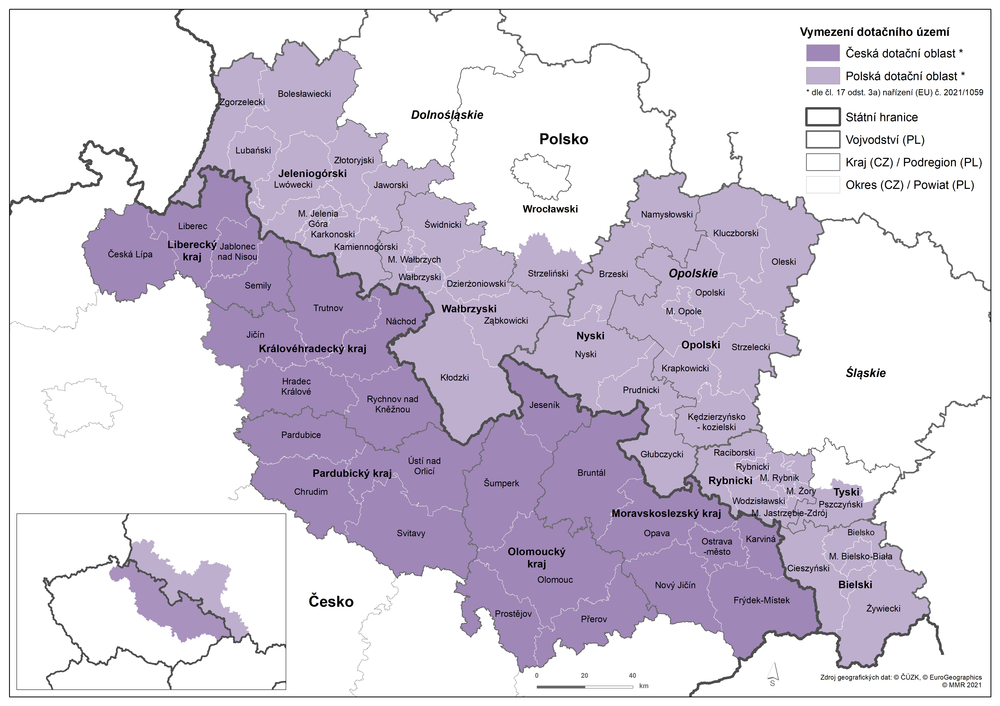 Vymezení dotačního území
Česká dotační oblast *
Polská dotační oblast *
* dle čl. 17 odst. 3a) nařízení (EU) č. 2021/1059
Státní hranice
Vojvodství (PL)
Kraj (CZ) / Podregion (PL)
Okres (CZ) / Powiat (PL)
Bolesławiecki
Zgorzelecki
Dolnośląskie
Polsko
Lubański
Złotoryjski
Jeleniogórski
Lwówecki
Jaworski
Wrocławski
M. Jelenia
Góra
Karkonoski
Świdnicki
Namysłowski
Kluczborski
Liberec
Liberecký
kraj
Jablonec
nad Nisou
Česká Lípa
Kamiennogórski
M. Wałbrzych
Wałbrzyski
Dzierżoniowski
Strzeliński
Brzeski
Opolskie
Oleski
Semily
Opolski
Trutnov
Náchod
Wałbrzyski
Ząbkowicki
M. Opole
Jičín
Královéhradecký kraj
Nyski
Nyski
Opolski
Strzelecki
Krapkowicki
Śląskie
Kłodzki
Hradec
Králové
Rychnov nad
Kněžnou
Prudnicki
Jeseník
Kędzierzyńsko
- kozielski
Pardubice
Ústí nad
Orlicí
Głubczycki
Raciborski
Rybnicki
M. Rybnik
Rybnicki
M. Żory
Tyski
Pszczyński
Wodzisławski
M. Jastrzębie-Zdrój
Pardubický kraj
Chrudim
Šumperk
Bruntál
Moravskoslezský kraj
Svitavy
Opava
Ostrava
-město
Karviná
Bielsko
M. Bielsko-Biała
Cieszyński
Bielski
Żywiecki
Olomoucký
kraj
Olomouc
Nový Jičín
Frýdek-Místek
Česko
Prostějov
Přerov
0 20 40
km
S
Zdroj geografických dat: © ČÚZK, © EuroGeographics
© MMR 2021